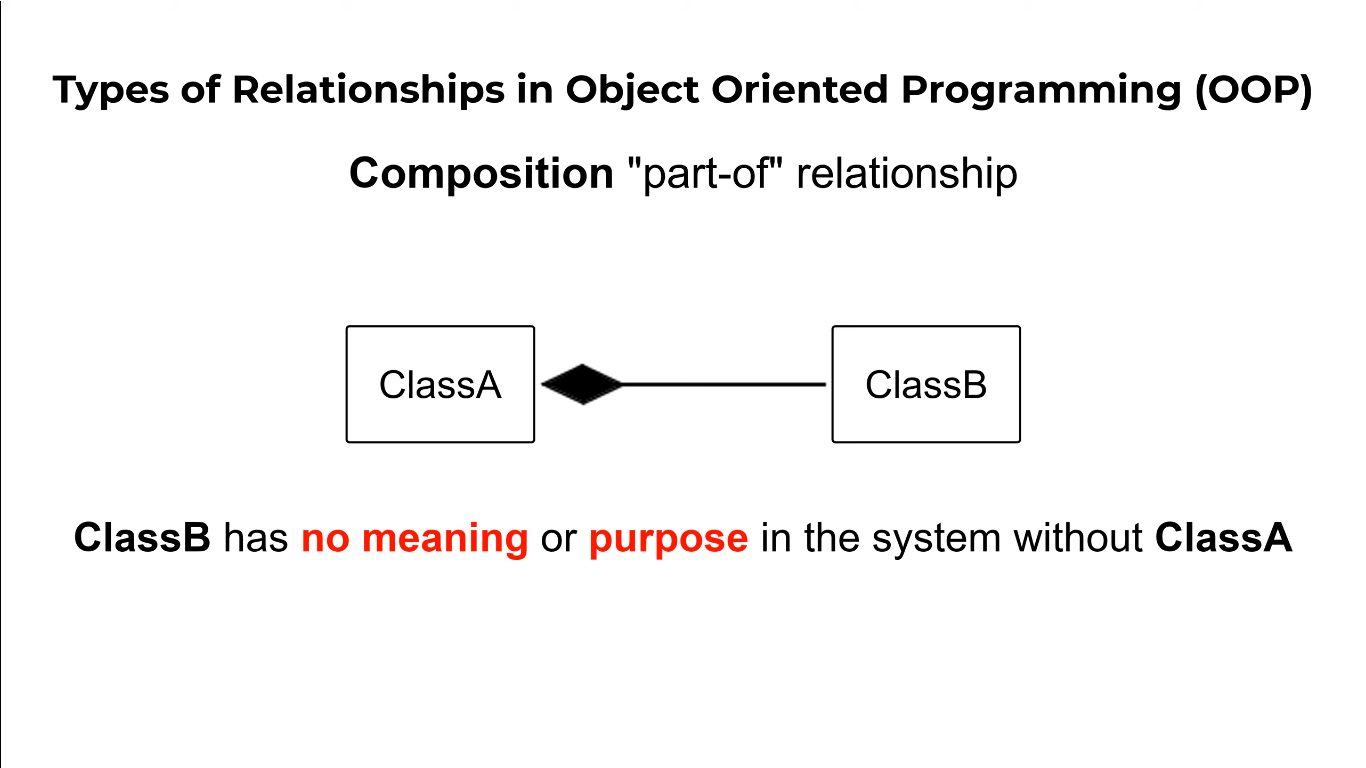 Types of Relationships in Object Oriented Programming (OOP)
Composition "part-of" relationship
ClassA
ClassB
ClassB has no meaning or purpose in the system without ClassA